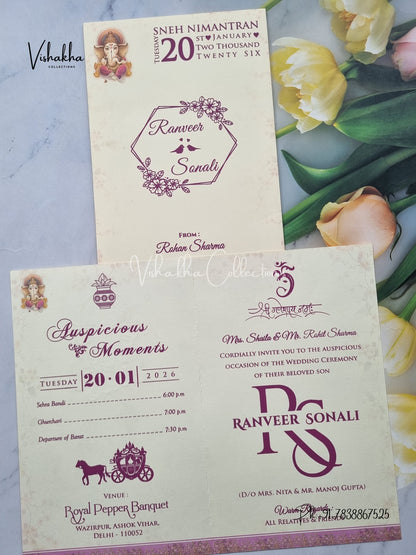 Vishakha
COLLECTIONS
SNEH NIMANTRAN
TUESDAY
20
ST♥JANUARY♥
TWO THOUSAND
TWENTY SIX
Ranveer
Sonali
FROM :
Rohan Sharma
Vishakha Collections
Auspicious
Moments
TUESDAY 20·01 2026
6:00 p.m
Sehra Bandi
7:00 p.m
Ghurchari
7:30 p.m
Departure of Barat
VENUE :
Royal Pepper Banquet
WAZIRPUR, ASHOK VIHAR,
DELHI - 110052
श्री गणेशाय नमः
Mrs. Shaila & Mr. Rohit Sharma
CORDIALLY INVITE YOU TO THE AUSPICIOUS
OCCASION OF THE WEDDING CEREMONY
OF THEIR BELOVED SON
RS
RANVEER SONALI
(D/O MRS. NITA & MR. MANOJ GUPTA)
Warm Regards :
ALL RELATIVES & FRIENDS
7838867525